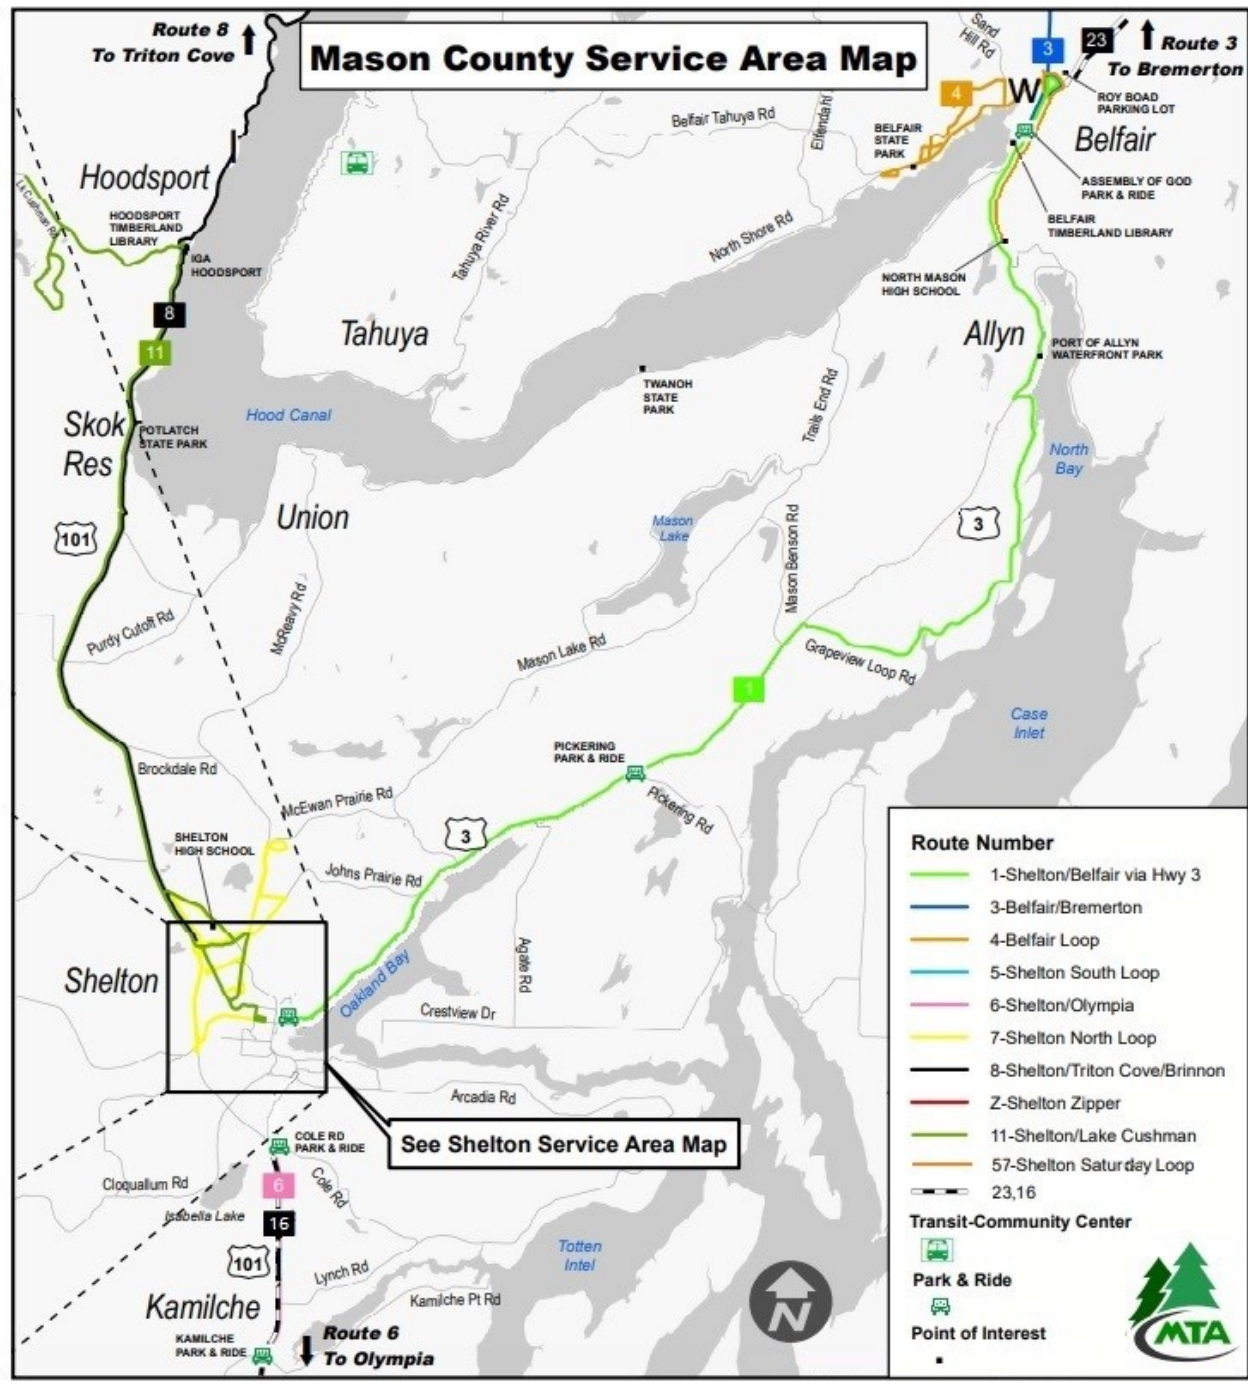 Route 8
To Triton Cove
Mason County Service Area Map
Sand
Hill Rd
3
23
Route 3
To Bremerton
4
W
ROY BOAD
PARKING LOT
Belfair Tahuya Rd
Elfendahl
BELFAIR
STATE
PARK
Belfair
Hoodsport
ASSEMBLY OF GOD
PARK & RIDE
Lk Cushman Rd
HOODSPORT
TIMBERLAND
LIBRARY
BELFAIR
TIMBERLAND LIBRARY
Tahuya River Rd
North Shore Rd
IGA
HOODSPORT
NORTH MASON
HIGH SCHOOL
8
Tahuya
Allyn
11
PORT OF ALLYN
WATERFRONT PARK
TWANOH
STATE
PARK
Trails End Rd
Hood Canal
Skok
Res
POTLATCH
STATE PARK
North
Bay
Union
101
Mason
Lake
3
Mason Benson Rd
Purdy Cutoff Rd
McReavy Rd
Mason Lake Rd
Grapeview Loop Rd
1
Case
Inlet
PICKERING
PARK & RIDE
Brockdale Rd
McEwan Prairie Rd
Pickering Rd
3
SHELTON
HIGH SCHOOL
Johns Prairie Rd
Shelton
Oakland Bay
Agate Rd
Crestview Dr
Arcadia Rd
See Shelton Service Area Map
COLE RD
PARK & RIDE
Cloquallum Rd
6
Cole Rd
Isabella Lake
16
101
Lynch Rd
Totten
Intel
Kamilche
Kamilche Pt Rd
KAMILCHE
PARK & RIDE
Route 6
To Olympia
N
Route Number
1-Shelton/Belfair via Hwy 3
3-Belfair/Bremerton
4-Belfair Loop
5-Shelton South Loop
6-Shelton/Olympia
7-Shelton North Loop
8-Shelton/Triton Cove/Brinnon
Z-Shelton Zipper
11-Shelton/Lake Cushman
57-Shelton Saturday Loop
23,16
Transit-Community Center
Park & Ride
Point of Interest
MTA